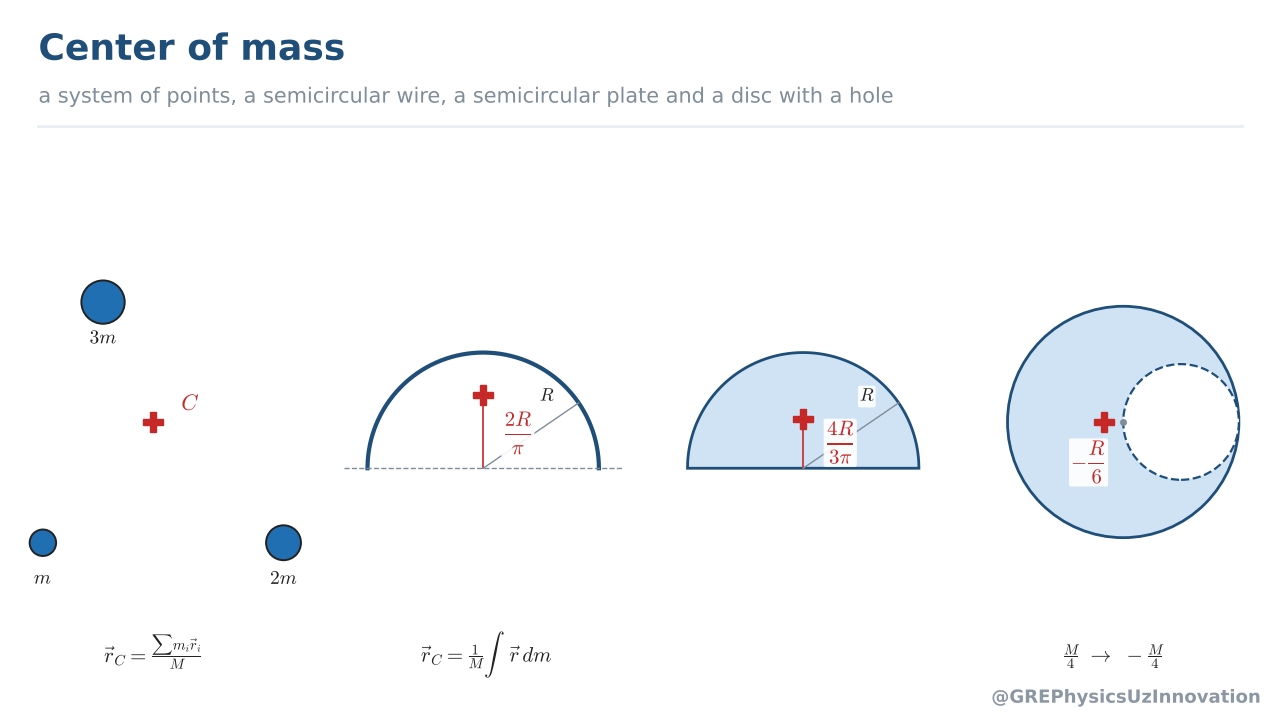 Center of mass
a system of points, a semicircular wire, a semicircular plate and a disc with a hole
3m
C
m
2m
R
2R/π
R
4R/3π
−R/6
r⃗_C = ∑m_i r⃗_i / M
r⃗_C = 1/M ∫ r⃗ dm
M/4 → − M/4
@GREPhysicsUzInnovation